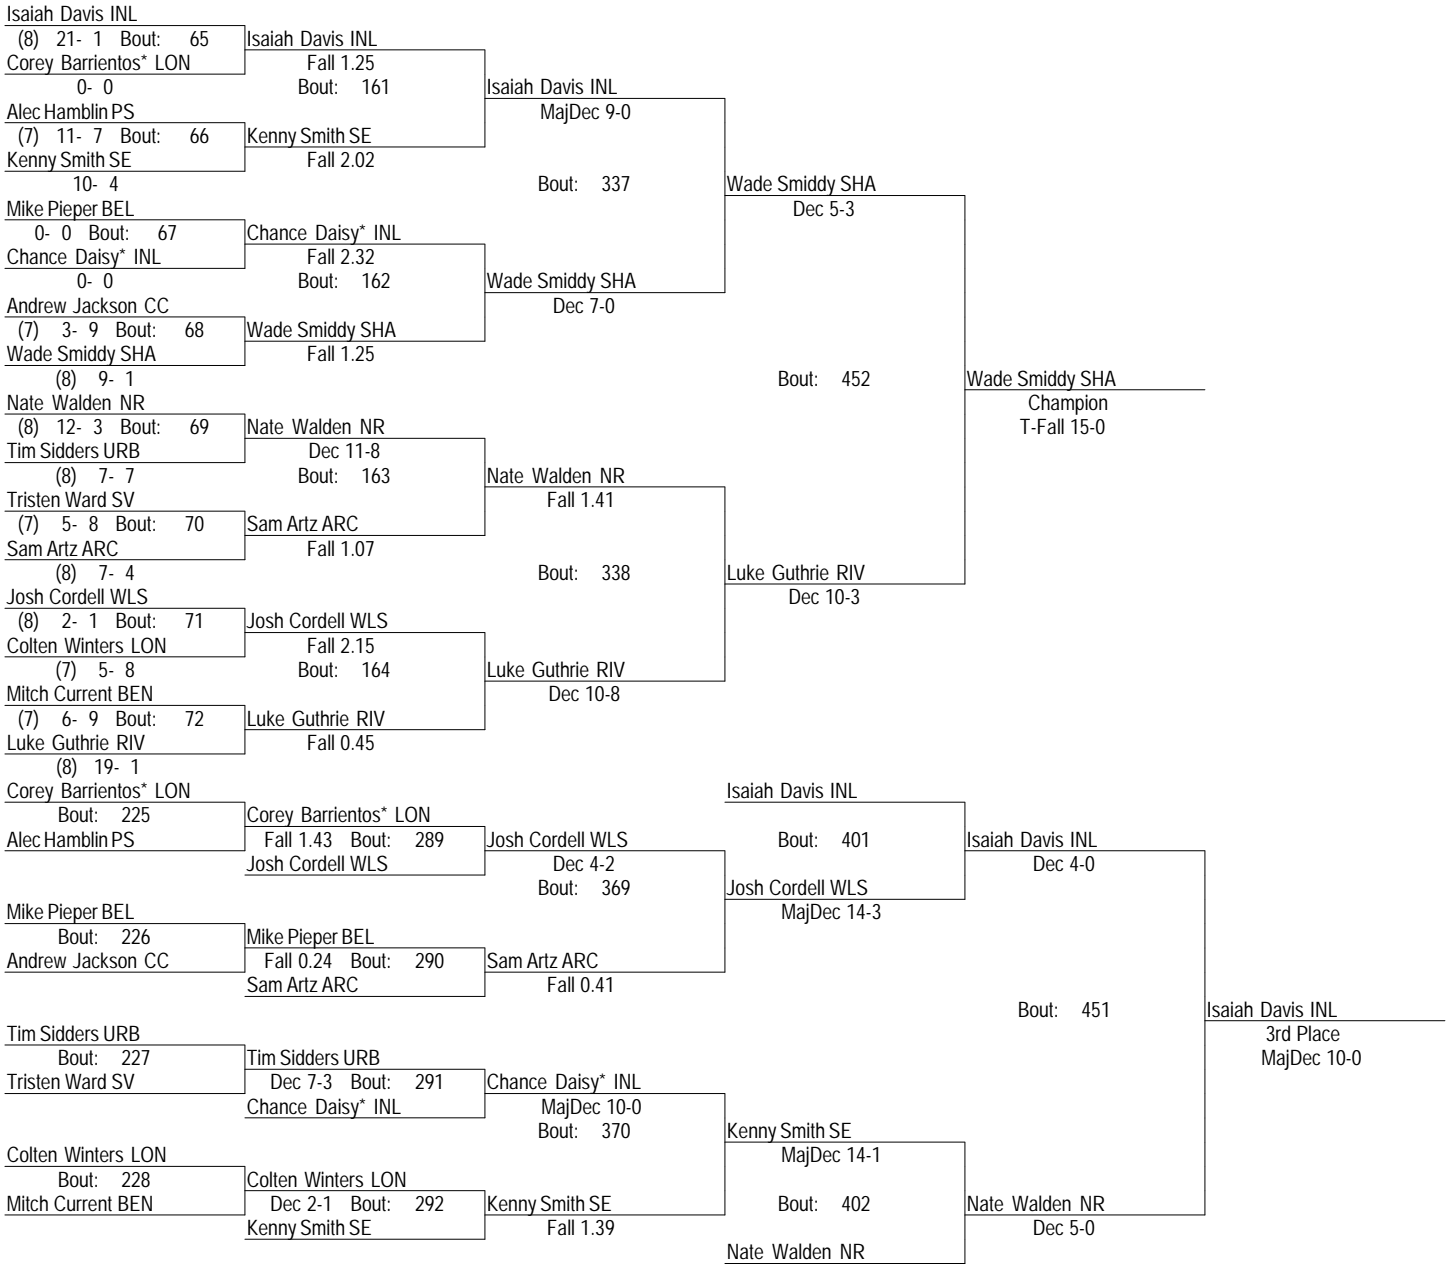 Isaiah Davis INL
(8) 21- 1 Bout: 65 Isaiah Davis INL
Corey Barrientos* LON Fall 1.25
0- 0 Bout: 161 Isaiah Davis INL
Alec Hamblin PS MajDec 9-0
(7) 11- 7 Bout: 66 Kenny Smith SE
Kenny Smith SE Fall 2.02
10- 4 Bout: 337 Wade Smiddy SHA
Mike Pieper BEL Dec 5-3
0- 0 Bout: 67 Chance Daisy* INL
Chance Daisy* INL Fall 2.32
0- 0 Bout: 162 Wade Smiddy SHA
Andrew Jackson CC Dec 7-0
(7) 3- 9 Bout: 68 Wade Smiddy SHA
Wade Smiddy SHA Fall 1.25
(8) 9- 1 Bout: 452 Wade Smiddy SHA
Nate Walden NR Champion
(8) 12- 3 Bout: 69 Nate Walden NR T-Fall 15-0
Tim Sidders URB Dec 11-8
(8) 7- 7 Bout: 163 Nate Walden NR
Tristen Ward SV Fall 1.41
(7) 5- 8 Bout: 70 Sam Artz ARC
Sam Artz ARC Fall 1.07
(8) 7- 4 Bout: 338 Luke Guthrie RIV
Josh Cordell WLS Dec 10-3
(8) 2- 1 Bout: 71 Josh Cordell WLS
Colten Winters LON Fall 2.15
(7) 5- 8 Bout: 164 Luke Guthrie RIV
Mitch Current BEN Dec 10-8
(7) 6- 9 Bout: 72 Luke Guthrie RIV
Luke Guthrie RIV Fall 0.45
(8) 19- 1
Corey Barrientos* LON Isaiah Davis INL
Bout: 225 Corey Barrientos* LON
Alec Hamblin PS Fall 1.43 Bout: 289 Josh Cordell WLS Bout: 401 Isaiah Davis INL
Josh Cordell WLS Dec 4-2 Dec 4-0
Bout: 369 Josh Cordell WLS
Mike Pieper BEL MajDec 14-3
Bout: 226 Mike Pieper BEL
Andrew Jackson CC Fall 0.24 Bout: 290 Sam Artz ARC
Sam Artz ARC Fall 0.41
Bout: 451 Isaiah Davis INL
Tim Sidders URB 3rd Place
Bout: 227 Tim Sidders URB MajDec 10-0
Tristen Ward SV Dec 7-3 Bout: 291 Chance Daisy* INL
Chance Daisy* INL MajDec 10-0
Bout: 370 Kenny Smith SE
Colten Winters LON MajDec 14-1
Bout: 228 Colten Winters LON
Mitch Current BEN Dec 2-1 Bout: 292 Kenny Smith SE Bout: 402 Nate Walden NR
Kenny Smith SE Fall 1.39 Dec 5-0
Nate Walden NR